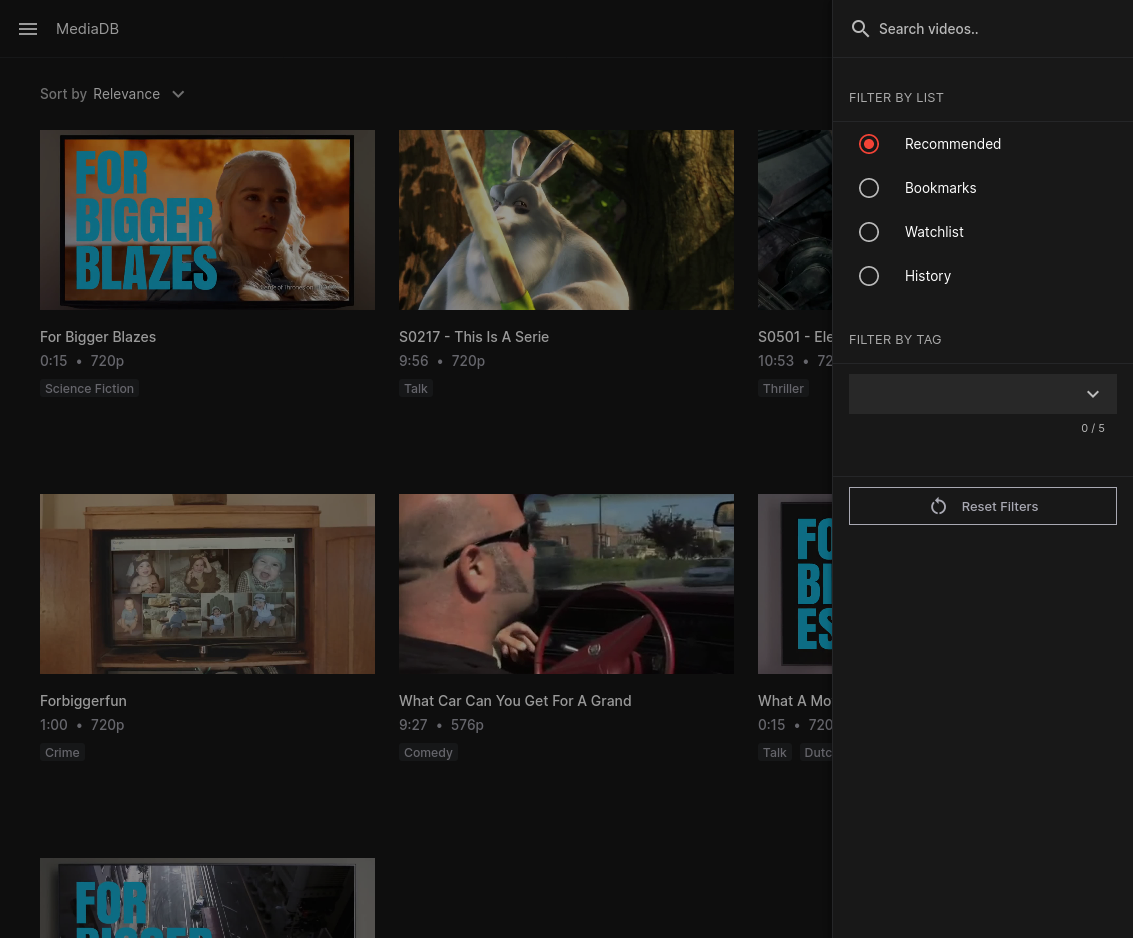 MediaDB
Search videos..
Sort by Relevance
FILTER BY LIST
Recommended
Bookmarks
Watchlist
History
FILTER BY TAG
0 / 5
Reset Filters
FOR
BIGGER
BLAZES
For Bigger Blazes
0:15 • 720p
Science Fiction
S0217 - This Is A Serie
9:56 • 720p
Talk
S0501 - Ele
10:53 • 72
Thriller
Forbiggerfun
1:00 • 720p
Crime
What Car Can You Get For A Grand
9:27 • 576p
Comedy
FO
BI
ES
What A Mo
0:15 • 720
Talk Dutc
FOR
BIGGER